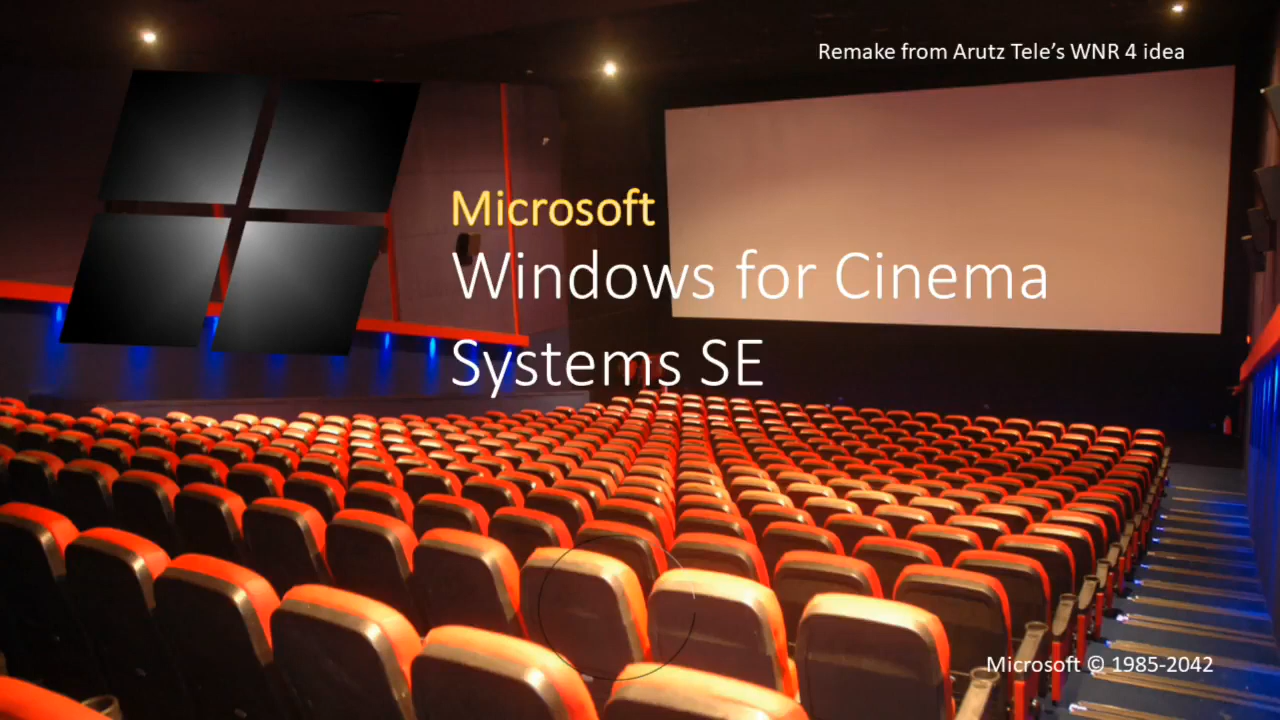 Remake from Arutz Tele’s WNR 4 idea
Microsoft
Windows for Cinema
Systems SE
Microsoft © 1985-2042